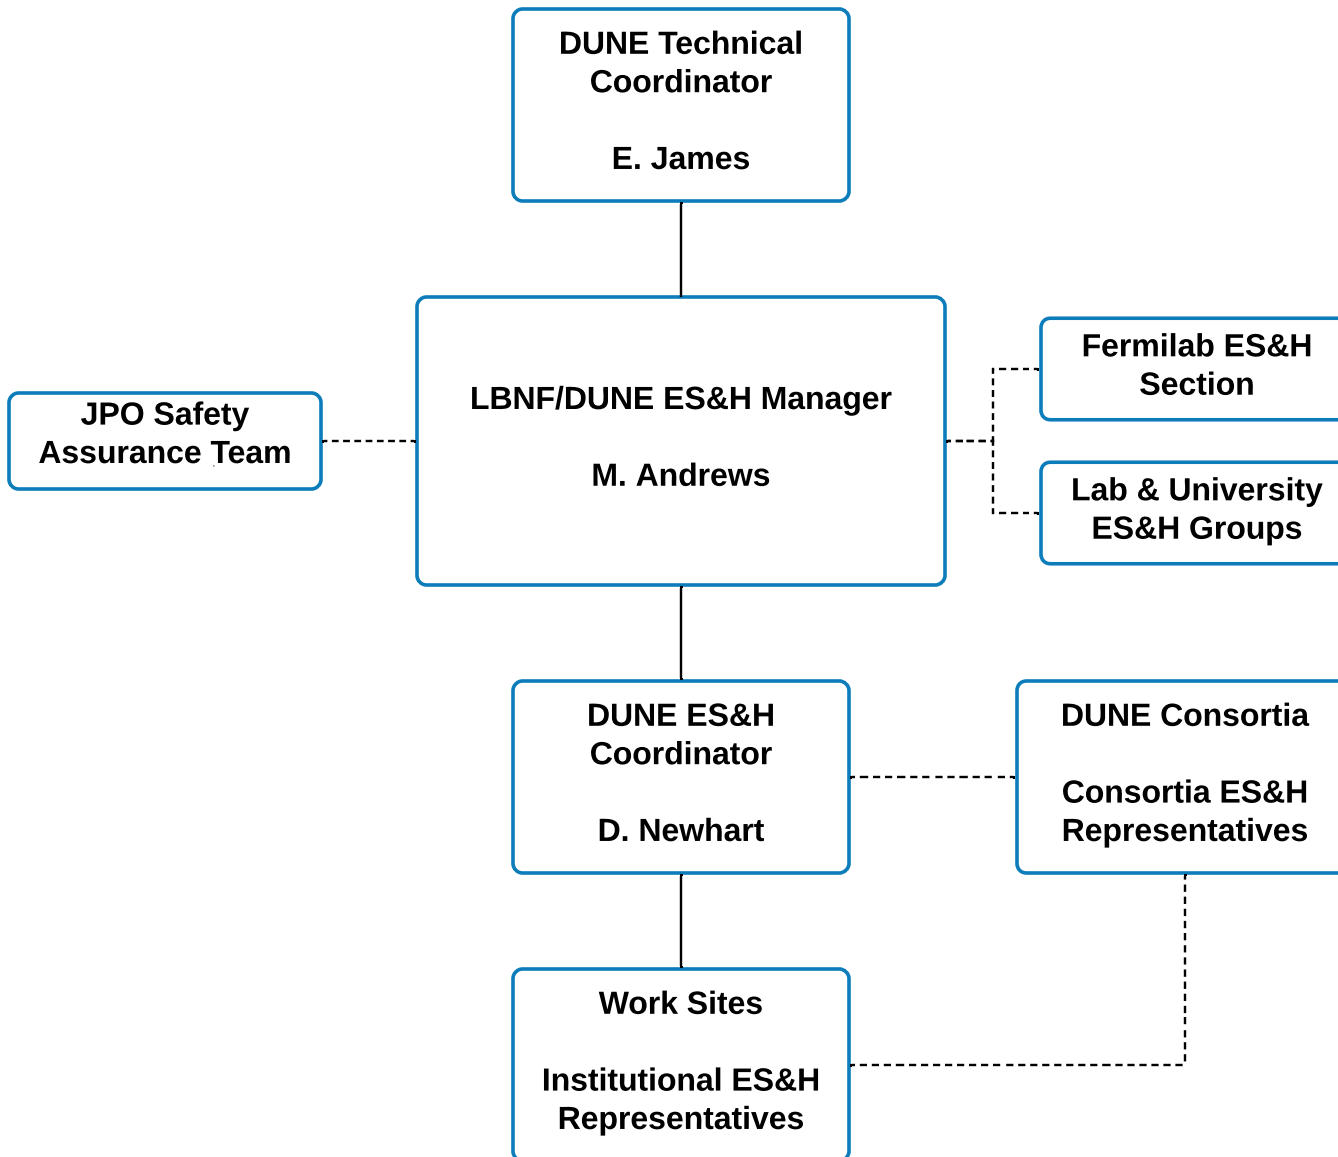 DUNE Technical
Coordinator
E. James
LBNF/DUNE ES&H Manager
M. Andrews
JPO Safety
Assurance Team
Fermilab ES&H
Section
Lab & University
ES&H Groups
DUNE ES&H
Coordinator
D. Newhart
DUNE Consortia
Consortia ES&H
Representatives
Work Sites
Institutional ES&H
Representatives